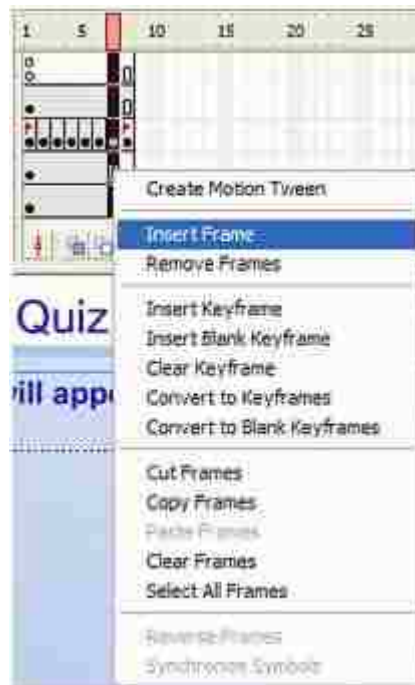 1 5 10 15 20 25
Create Motion Tween
Insert Frame
Remove Frames
Insert Keyframe
Insert Blank Keyframe
Clear Keyframe
Convert to Keyframes
Convert to Blank Keyframes
Quiz
will appe
Cut Frames
Copy Frames
Paste Frames
Clear Frames
Select All Frames
Reverse Frames
Synchronize Symbols